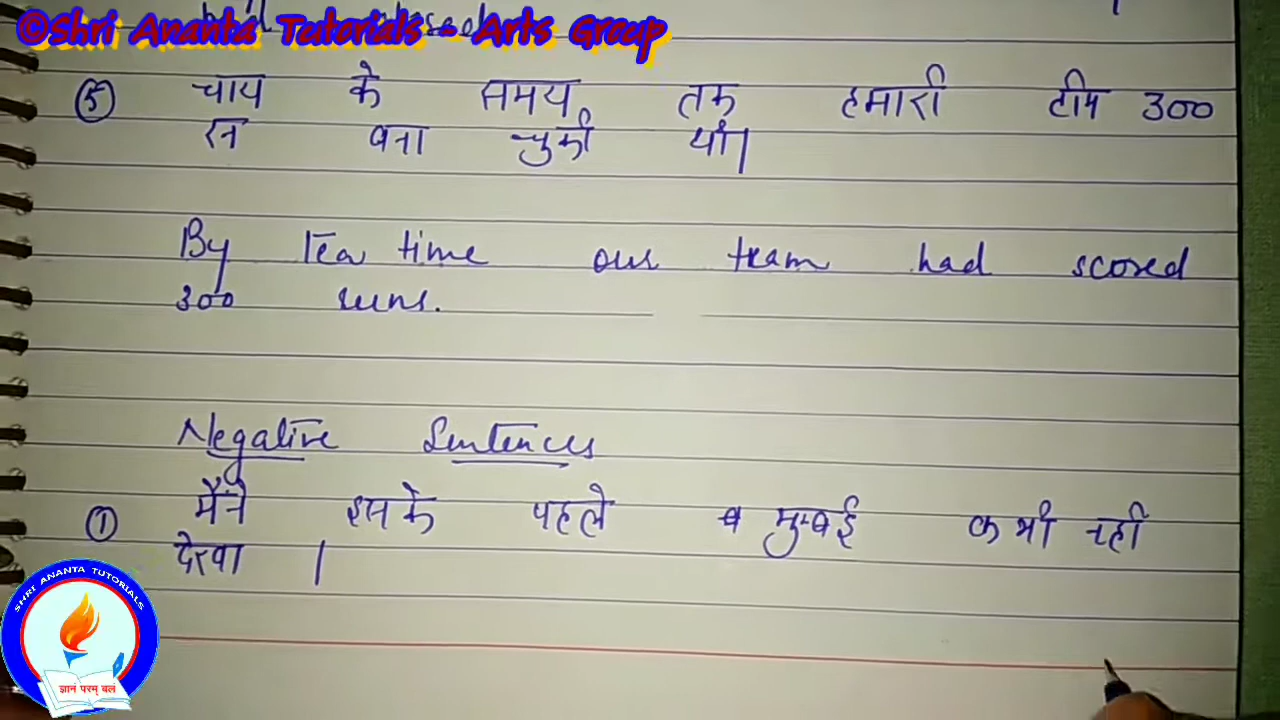 ©Shri Ananta Tutorials - Arts Group
5 चाय के समय तक हमारी टीम 300
रन बना चुकी थी।
By Tea time our team had scored
300 runs.
Negative Sentences
1 मैंने इसके पहले मुम्बई कभी नहीं
देखा ।
SHRI ANANTA TUTORIALS
ज्ञानं परमं बलं